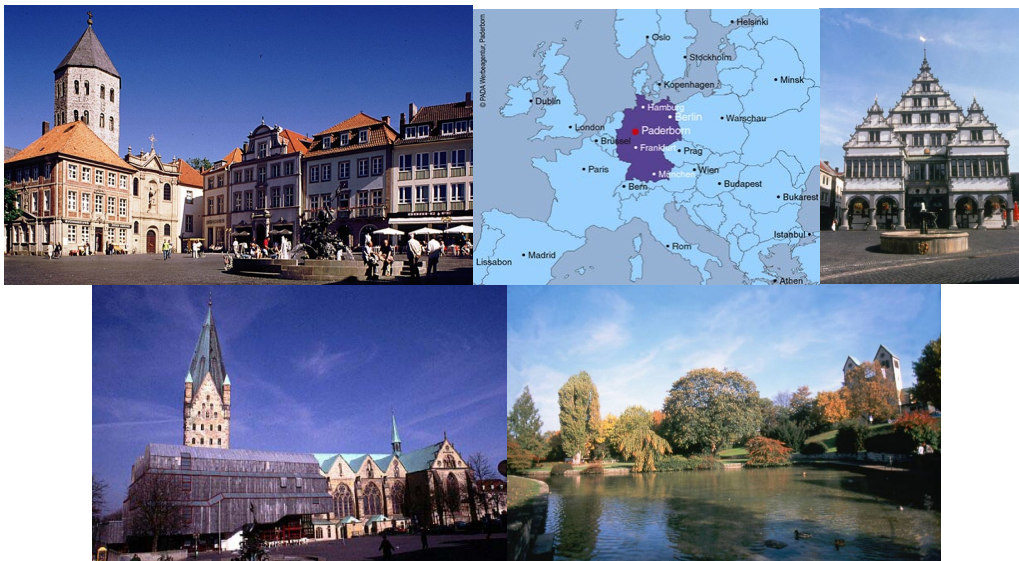 © PADA Werbeagentur, Paderborn
Helsinki
Oslo
Stockholm
Kopenhagen
Minsk
Dublin
Hamburg
Berlin
Warschau
London
Paderborn
Brüssel
Frankfurt
Prag
Paris
München
Wien
Bern
Budapest
Bukarest
Istanbul
Rom
Madrid
Lissabon
Athen